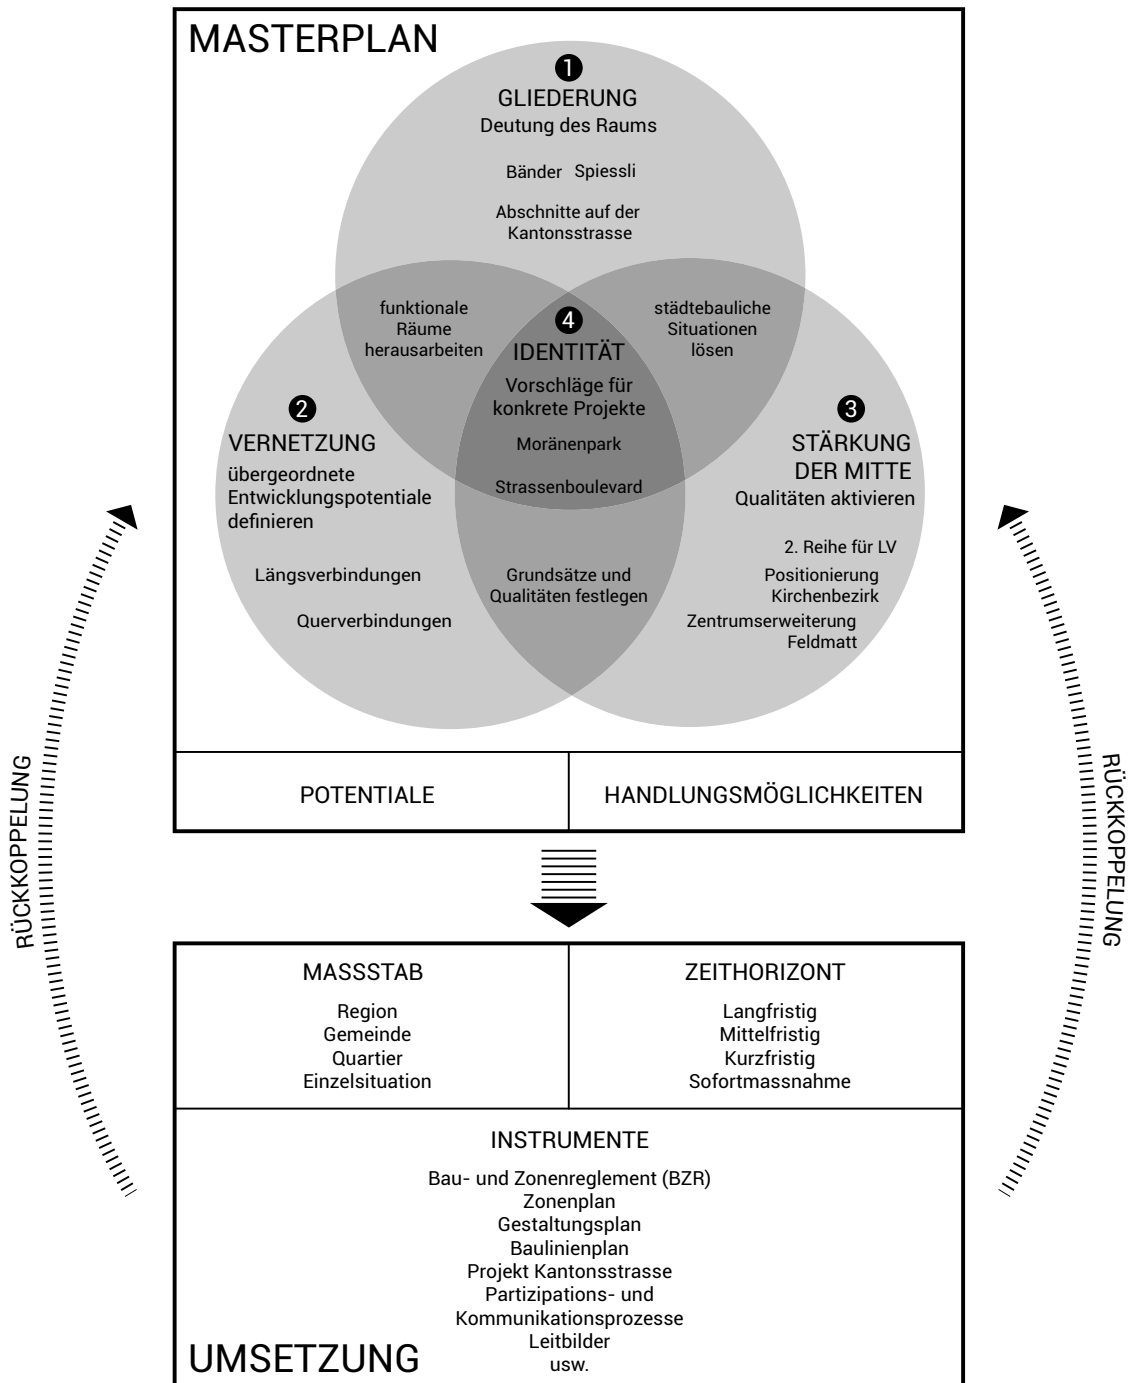 MASTERPLAN
1
GLIEDERUNG
Deutung des Raums
Bänder Spiessli
Abschnitte auf der
Kantonsstrasse
funktionale
Räume
herausarbeiten
städtebauliche
Situationen
lösen
4
IDENTITÄT
Vorschläge für
konkrete Projekte
Moränenpark
Strassenboulevard
2
VERNETZUNG
übergeordnete
Entwicklungspotentiale
definieren
Längsverbindungen
Querverbindungen
3
STÄRKUNG
DER MITTE
Qualitäten aktivieren
2. Reihe für LV
Positionierung
Kirchenbezirk
Zentrumserweiterung
Feldmatt
Grundsätze und
Qualitäten festlegen
POTENTIALE
HANDLUNGSMÖGLICHKEITEN
RÜCKKOPPELUNG
RÜCKKOPPELUNG
MASSSTAB
Region
Gemeinde
Quartier
Einzelsituation
ZEITHORIZONT
Langfristig
Mittelfristig
Kurzfristig
Sofortmassnahme
INSTRUMENTE
Bau- und Zonenreglement (BZR)
Zonenplan
Gestaltungsplan
Baulinienplan
Projekt Kantonsstrasse
Partizipations- und
Kommunikationsprozesse
Leitbilder
usw.
UMSETZUNG